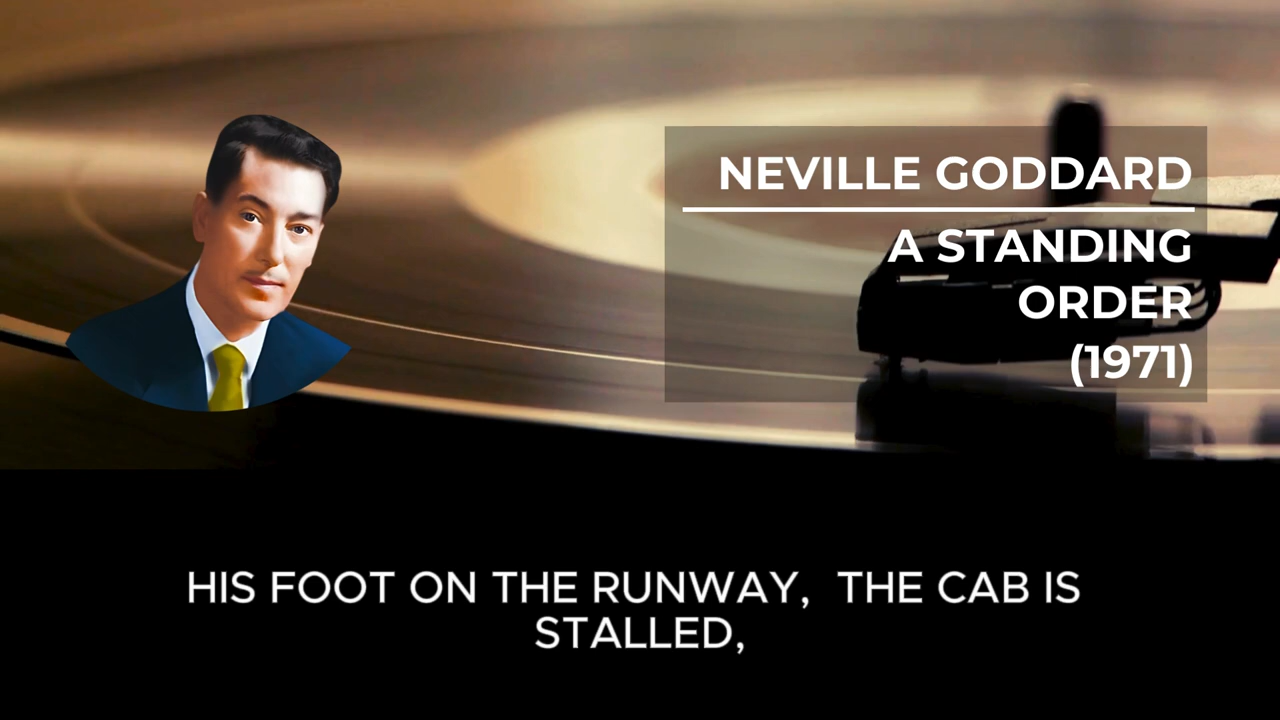 NEVILLE GODDARD
A STANDING
ORDER
(1971)
HIS FOOT ON THE RUNWAY,  THE CAB IS
STALLED,